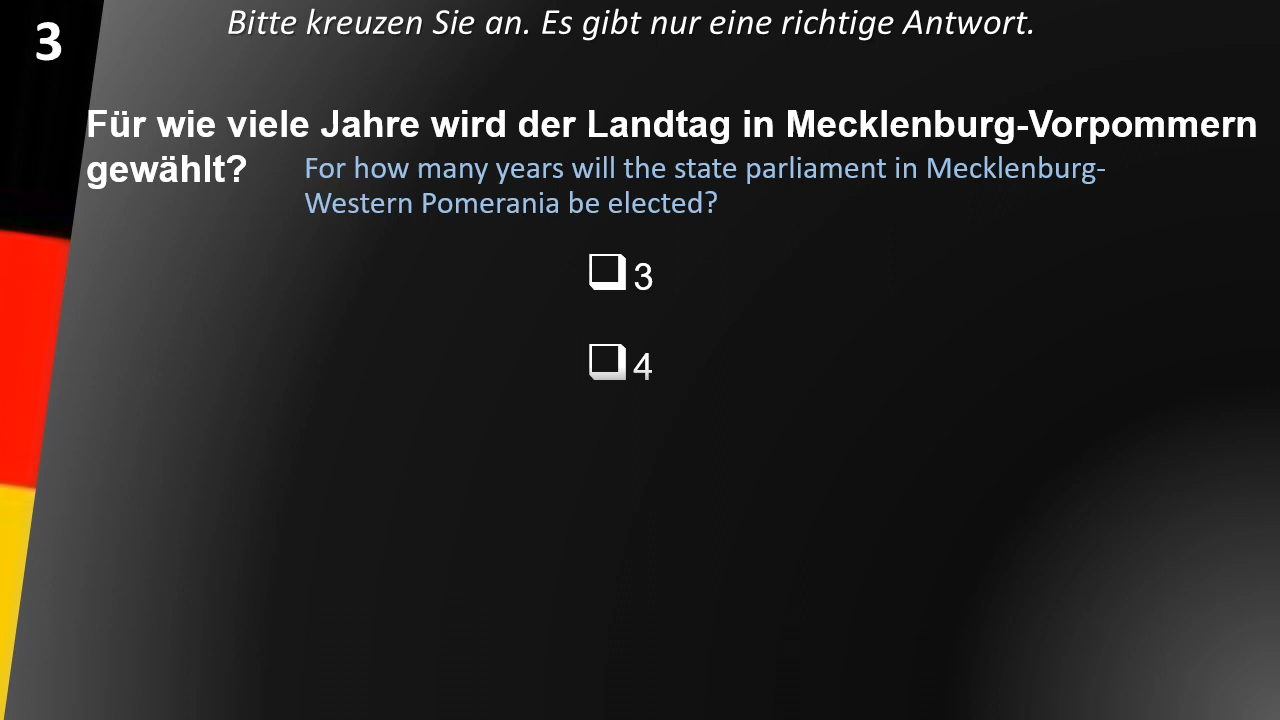 3
Bitte kreuzen Sie an. Es gibt nur eine richtige Antwort.
Für wie viele Jahre wird der Landtag in Mecklenburg-Vorpommern
gewählt?
For how many years will the state parliament in Mecklenburg-
Western Pomerania be elected?
❑ 3
❑ 4